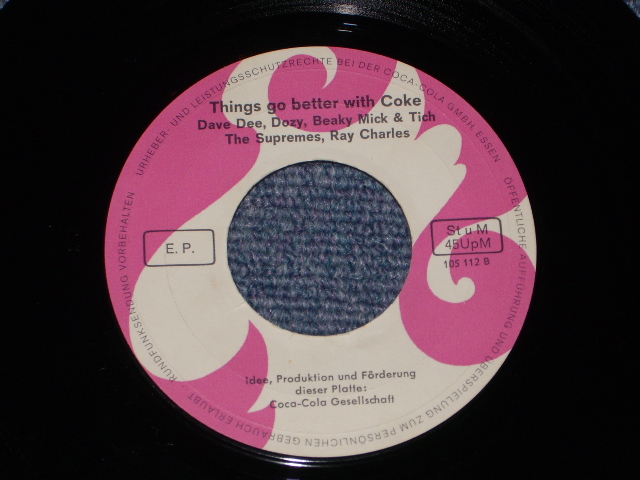 URHEBER- UND LEISTUNGSSCHUTZRECHTE BEI DER COCA-COLA GMBH ESSEN
Things go better with Coke
Dave Dee, Dozy, Beaky Mick & Tich
The Supremes, Ray Charles
E. P.
St u M
45UpM
105 112 B
Idee, Produktion und Förderung
dieser Platte:
Coca-Cola Gesellschaft
ÖFFENTLICHE AUFFÜHRUNG UND ÜBERSPIELUNG ZUM PERSÖNLICHEN GEBRAUCH ERLAUBT · · RUNDFUNKSENDUNG VORBEHALTEN